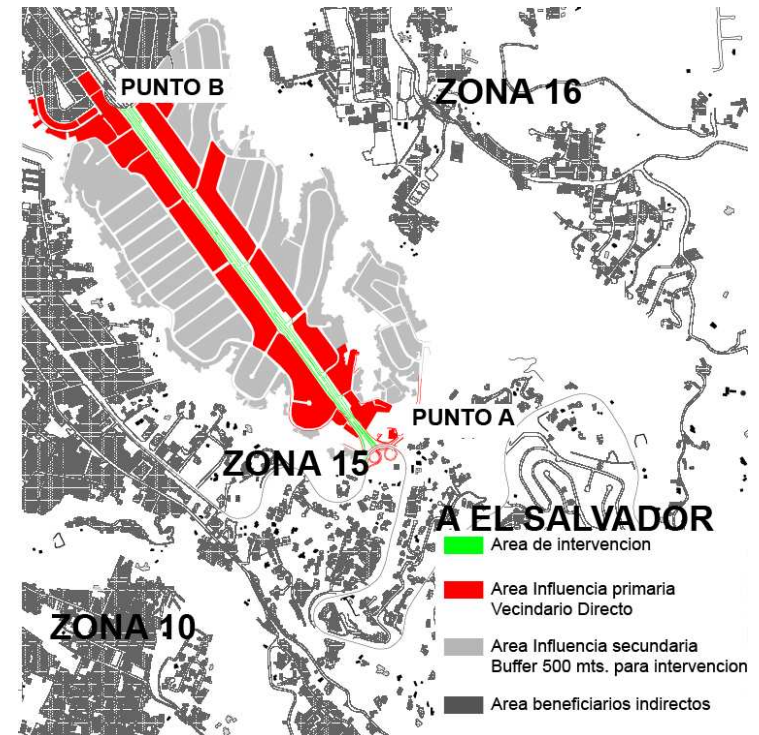 PUNTO B
ZONA 16
PUNTO A
ZONA 15
A EL SALVADOR
Area de intervencion
Area Influencia primaria
Vecindario Directo
ZONA 10
Area Influencia secundaria
Buffer 500 mts. para intervencion
Area beneficiarios indirectos